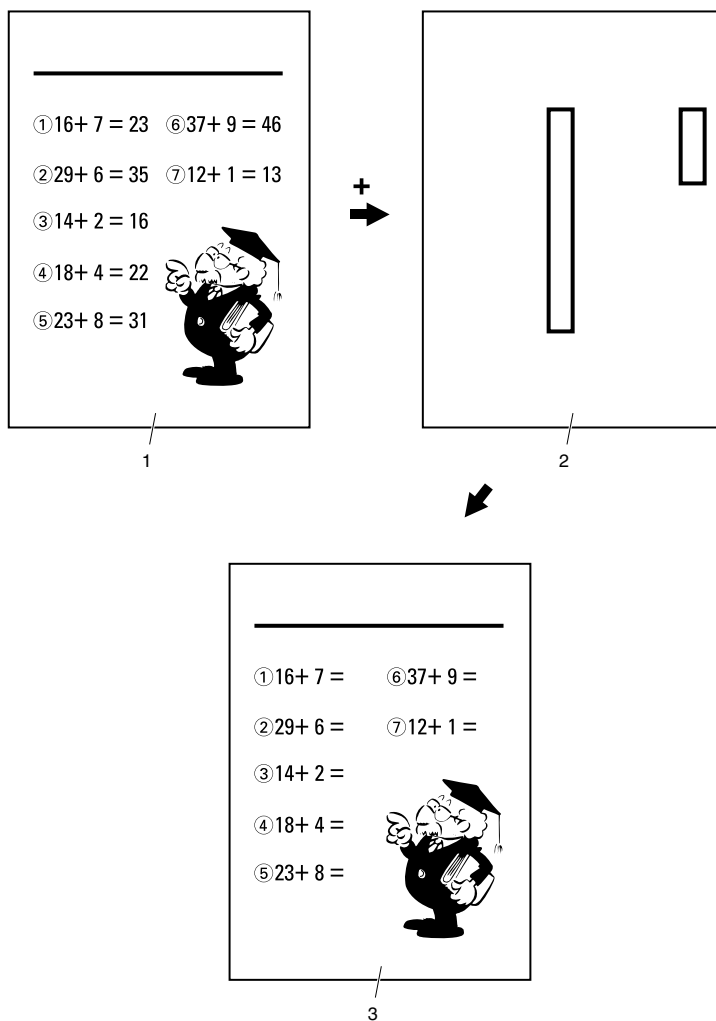 ①16+ 7 = 23 ⑥37+ 9 = 46
②29+ 6 = 35 ⑦12+ 1 = 13
③14+ 2 = 16
④18+ 4 = 22
⑤23+ 8 = 31
+
1
2
①16+ 7 = ⑥37+ 9 =
②29+ 6 = ⑦12+ 1 =
③14+ 2 =
④18+ 4 =
⑤23+ 8 =
3